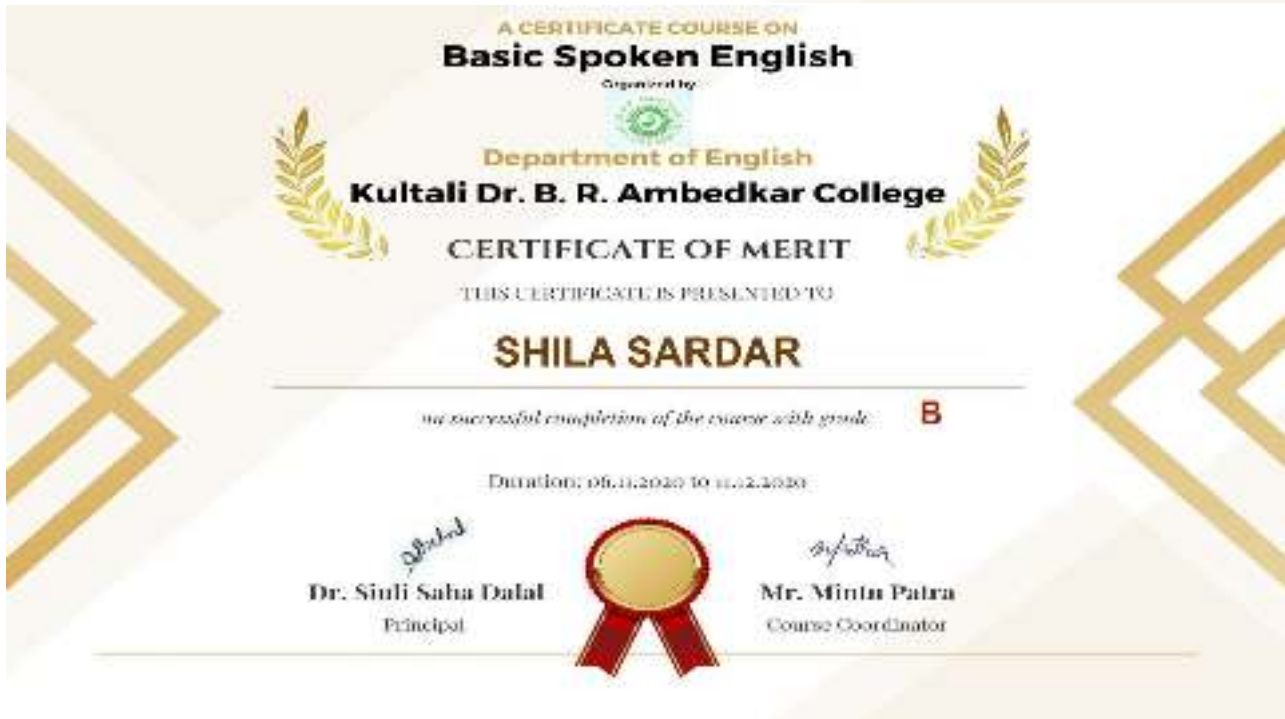 A CERTIFICATE COURSE ON
Basic Spoken English
Organized by
Department of English
Kultali Dr. B. R. Ambedkar College
CERTIFICATE OF MERIT
THIS CERTIFICATE IS PRESENTED TO
SHILA SARDAR
on successful completion of the course with grade B
Duration: 06.11.2020 to 11.12.2020
Dr. Siuli Saha Dalal Mr. Mintu Patra
Principal Course Coordinator